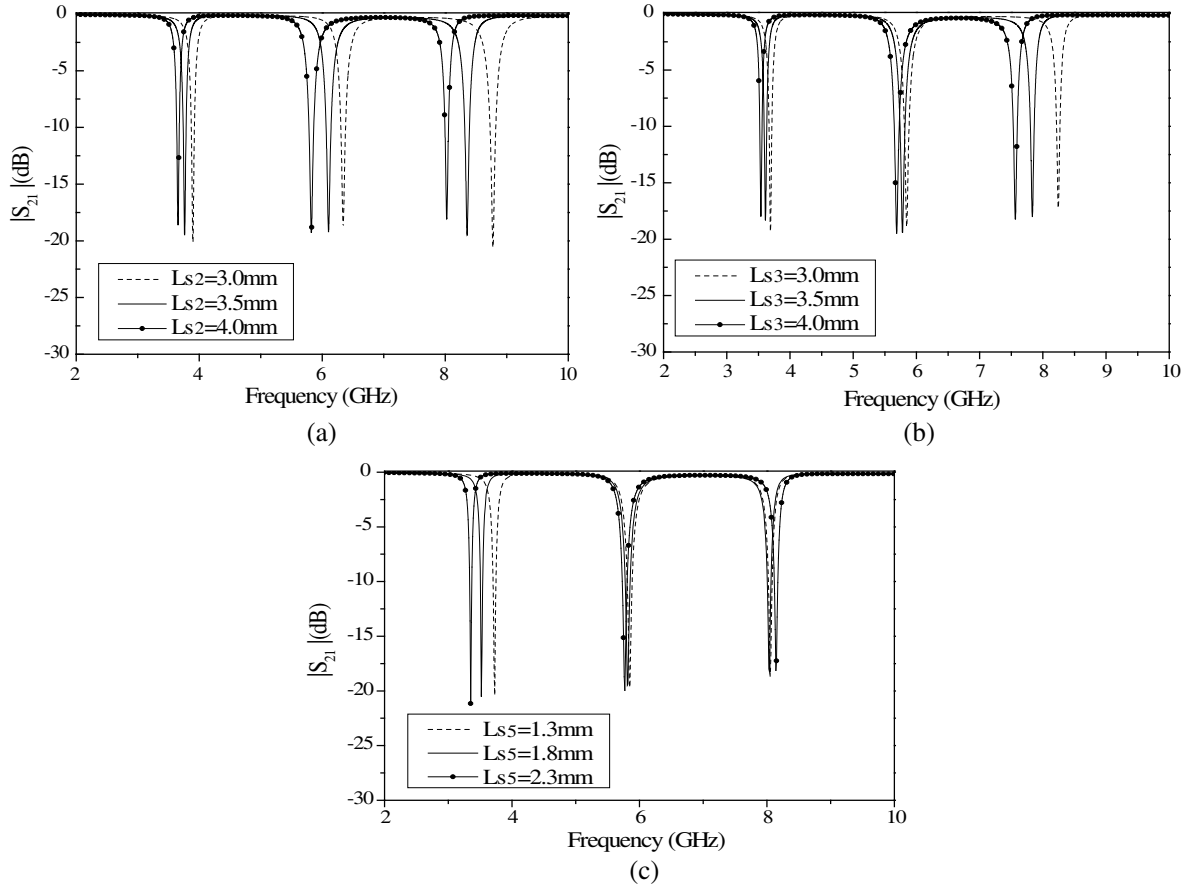 0
-5
-10
-15
-20
-25
-30
|S21|(dB)
Ls2=3.0mm
Ls2=3.5mm
Ls2=4.0mm
2 4 6 8 10
Frequency (GHz)
(a)
0
-5
-10
-15
-20
-25
-30
|S21|(dB)
Ls3=3.0mm
Ls3=3.5mm
Ls3=4.0mm
2 2 3 4 5 6 7 8 9 10
Frequency (GHz)
(b)
0
-5
-10
-15
-20
-25
-30
|S21|(dB)
Ls5=1.3mm
Ls5=1.8mm
Ls5=2.3mm
2 4 6 8 10
Frequency (GHz)
(c)